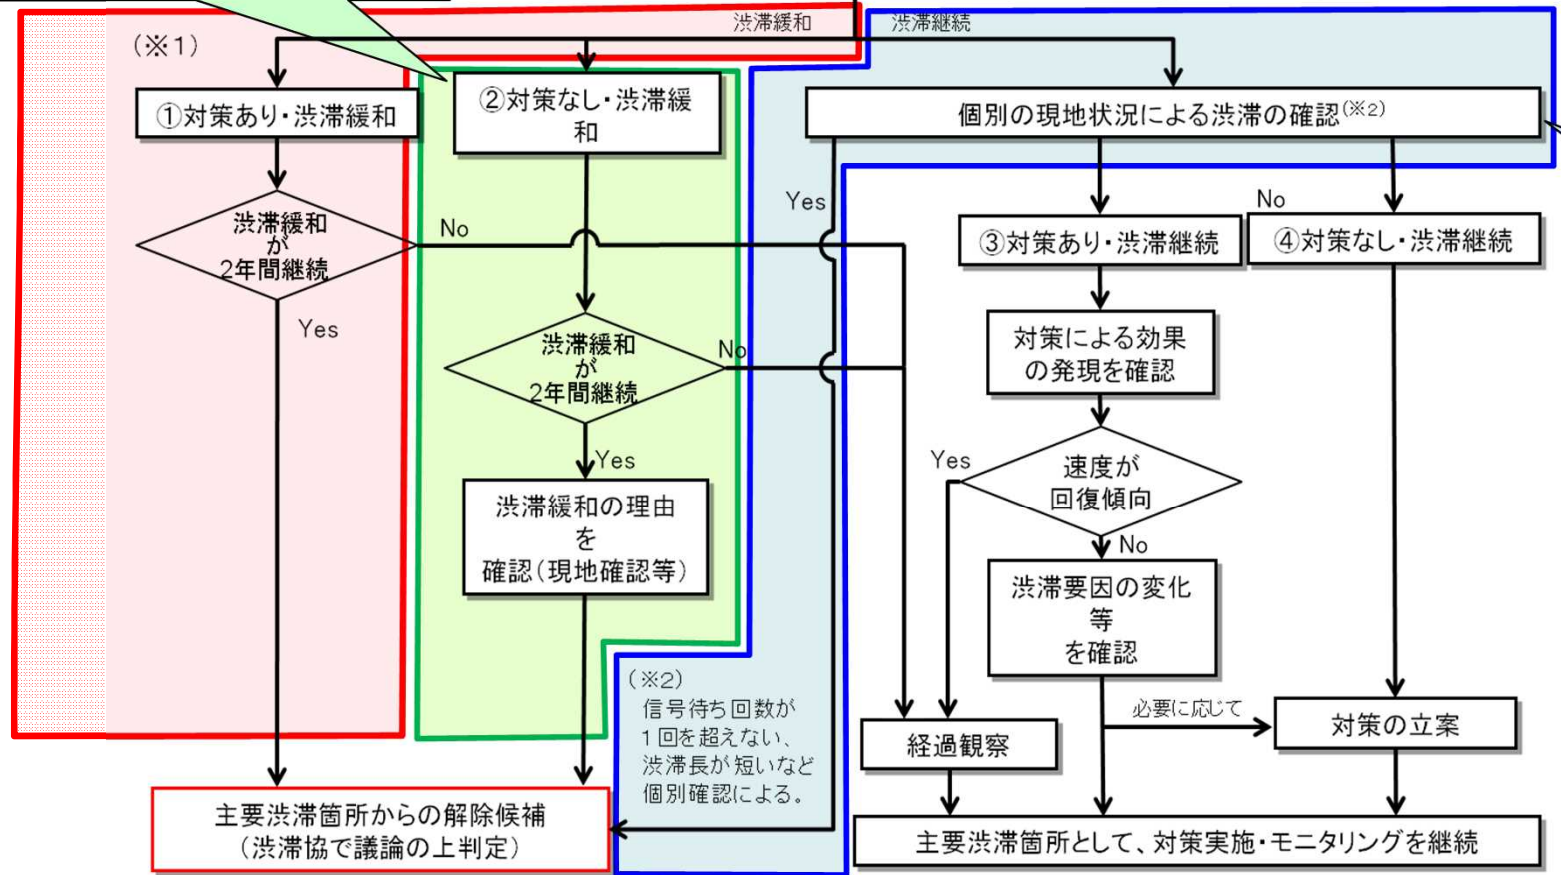 渋滞緩和
渋滞継続
(※1)
①対策あり・渋滞緩和
②対策なし・渋滞緩
和
個別の現地状況による渋滞の確認(※2)
渋滞緩和
が
2年間継続
No
Yes
Yes
No
③対策あり・渋滞継続
④対策なし・渋滞継続
対策による効果
の発現を確認
渋滞緩和
が
2年間継続
No
Yes
速度が
回復傾向
Yes
No
渋滞緩和の理由
を
確認(現地確認等)
渋滞要因の変化
等
を確認
(※2)
信号待ち回数が
1回を超えない、
渋滞長が短いなど
個別確認による。
必要に応じて
対策の立案
経過観察
主要渋滞箇所からの解除候補
(渋滞協で議論の上判定)
主要渋滞箇所として、対策実施・モニタリングを継続